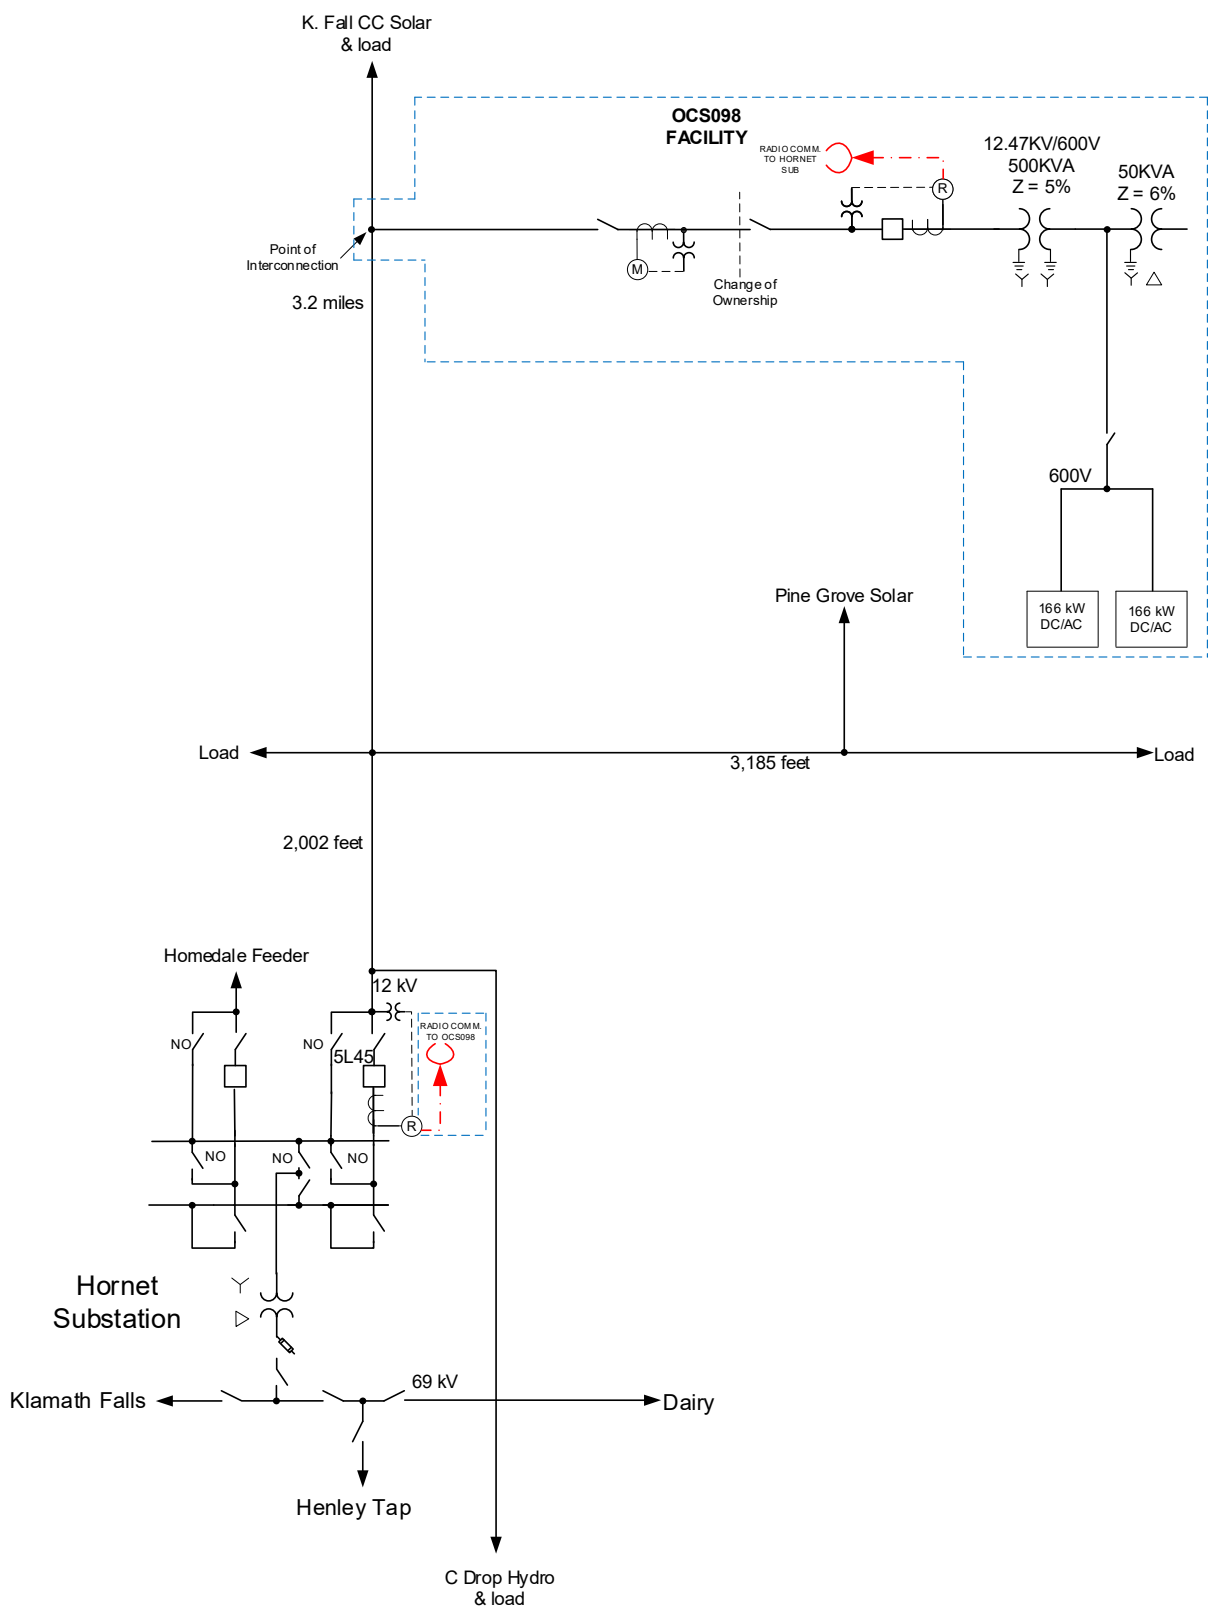 K. Fall CC Solar
& load
OCS098
FACILITY
RADIO COMM.
TO HORNET
SUB
12.47KV/600V
500KVA
Z = 5%
50KVA
Z = 6%
R
Point of
Interconnection
M
Change of
Ownership
3.2 miles
600V
166 kW
DC/AC
166 kW
DC/AC
Pine Grove Solar
Load
3,185 feet
Load
2,002 feet
Homedale Feeder
12 kV
RADIO COMM.
TO OCS098
NO
NO
5L45
R
NO
NO
NO
Hornet
Substation
69 kV
Klamath Falls
Dairy
Henley Tap
C Drop Hydro
& load